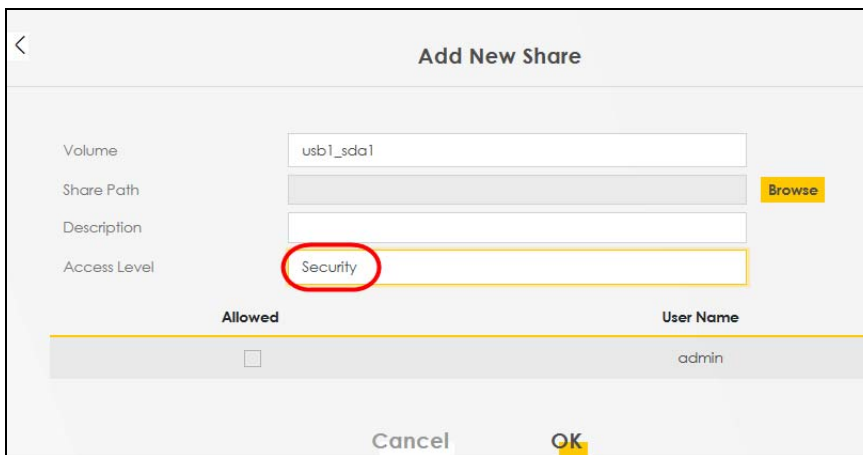 Add New Share
Volume usb1_sda1
Share Path Browse
Description
Access Level Security
Allowed User Name
admin
Cancel OK